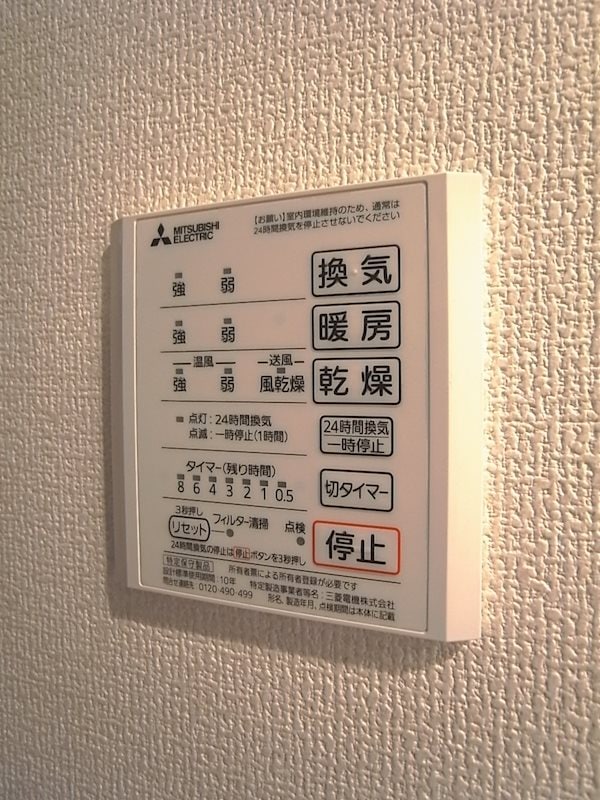 MITSUBISHI ELECTRIC
【お願い】室内環境維持のため、通常は
24時間換気を停止させないでください
強 弱 換気
強 弱 暖房
温風 送風
強 弱 風乾燥 乾燥
点灯:24時間換気
点滅:一時停止(1時間)
24時間換気
一時停止
タイマー(残り時間)
8 6 4 3 2 1 0.5
切タイマー
3秒押し
リセット フィルター清掃 点検
停止
24時間換気の停止は停止ボタンを3秒押し
特定保守製品 所有者票による所有者登録が必要です
設計標準使用期間:10年 特定製造事業者等名:三菱電機株式会社
問合せ連絡先 0120-490-499 形名、製造年月、点検期間は本体に記載